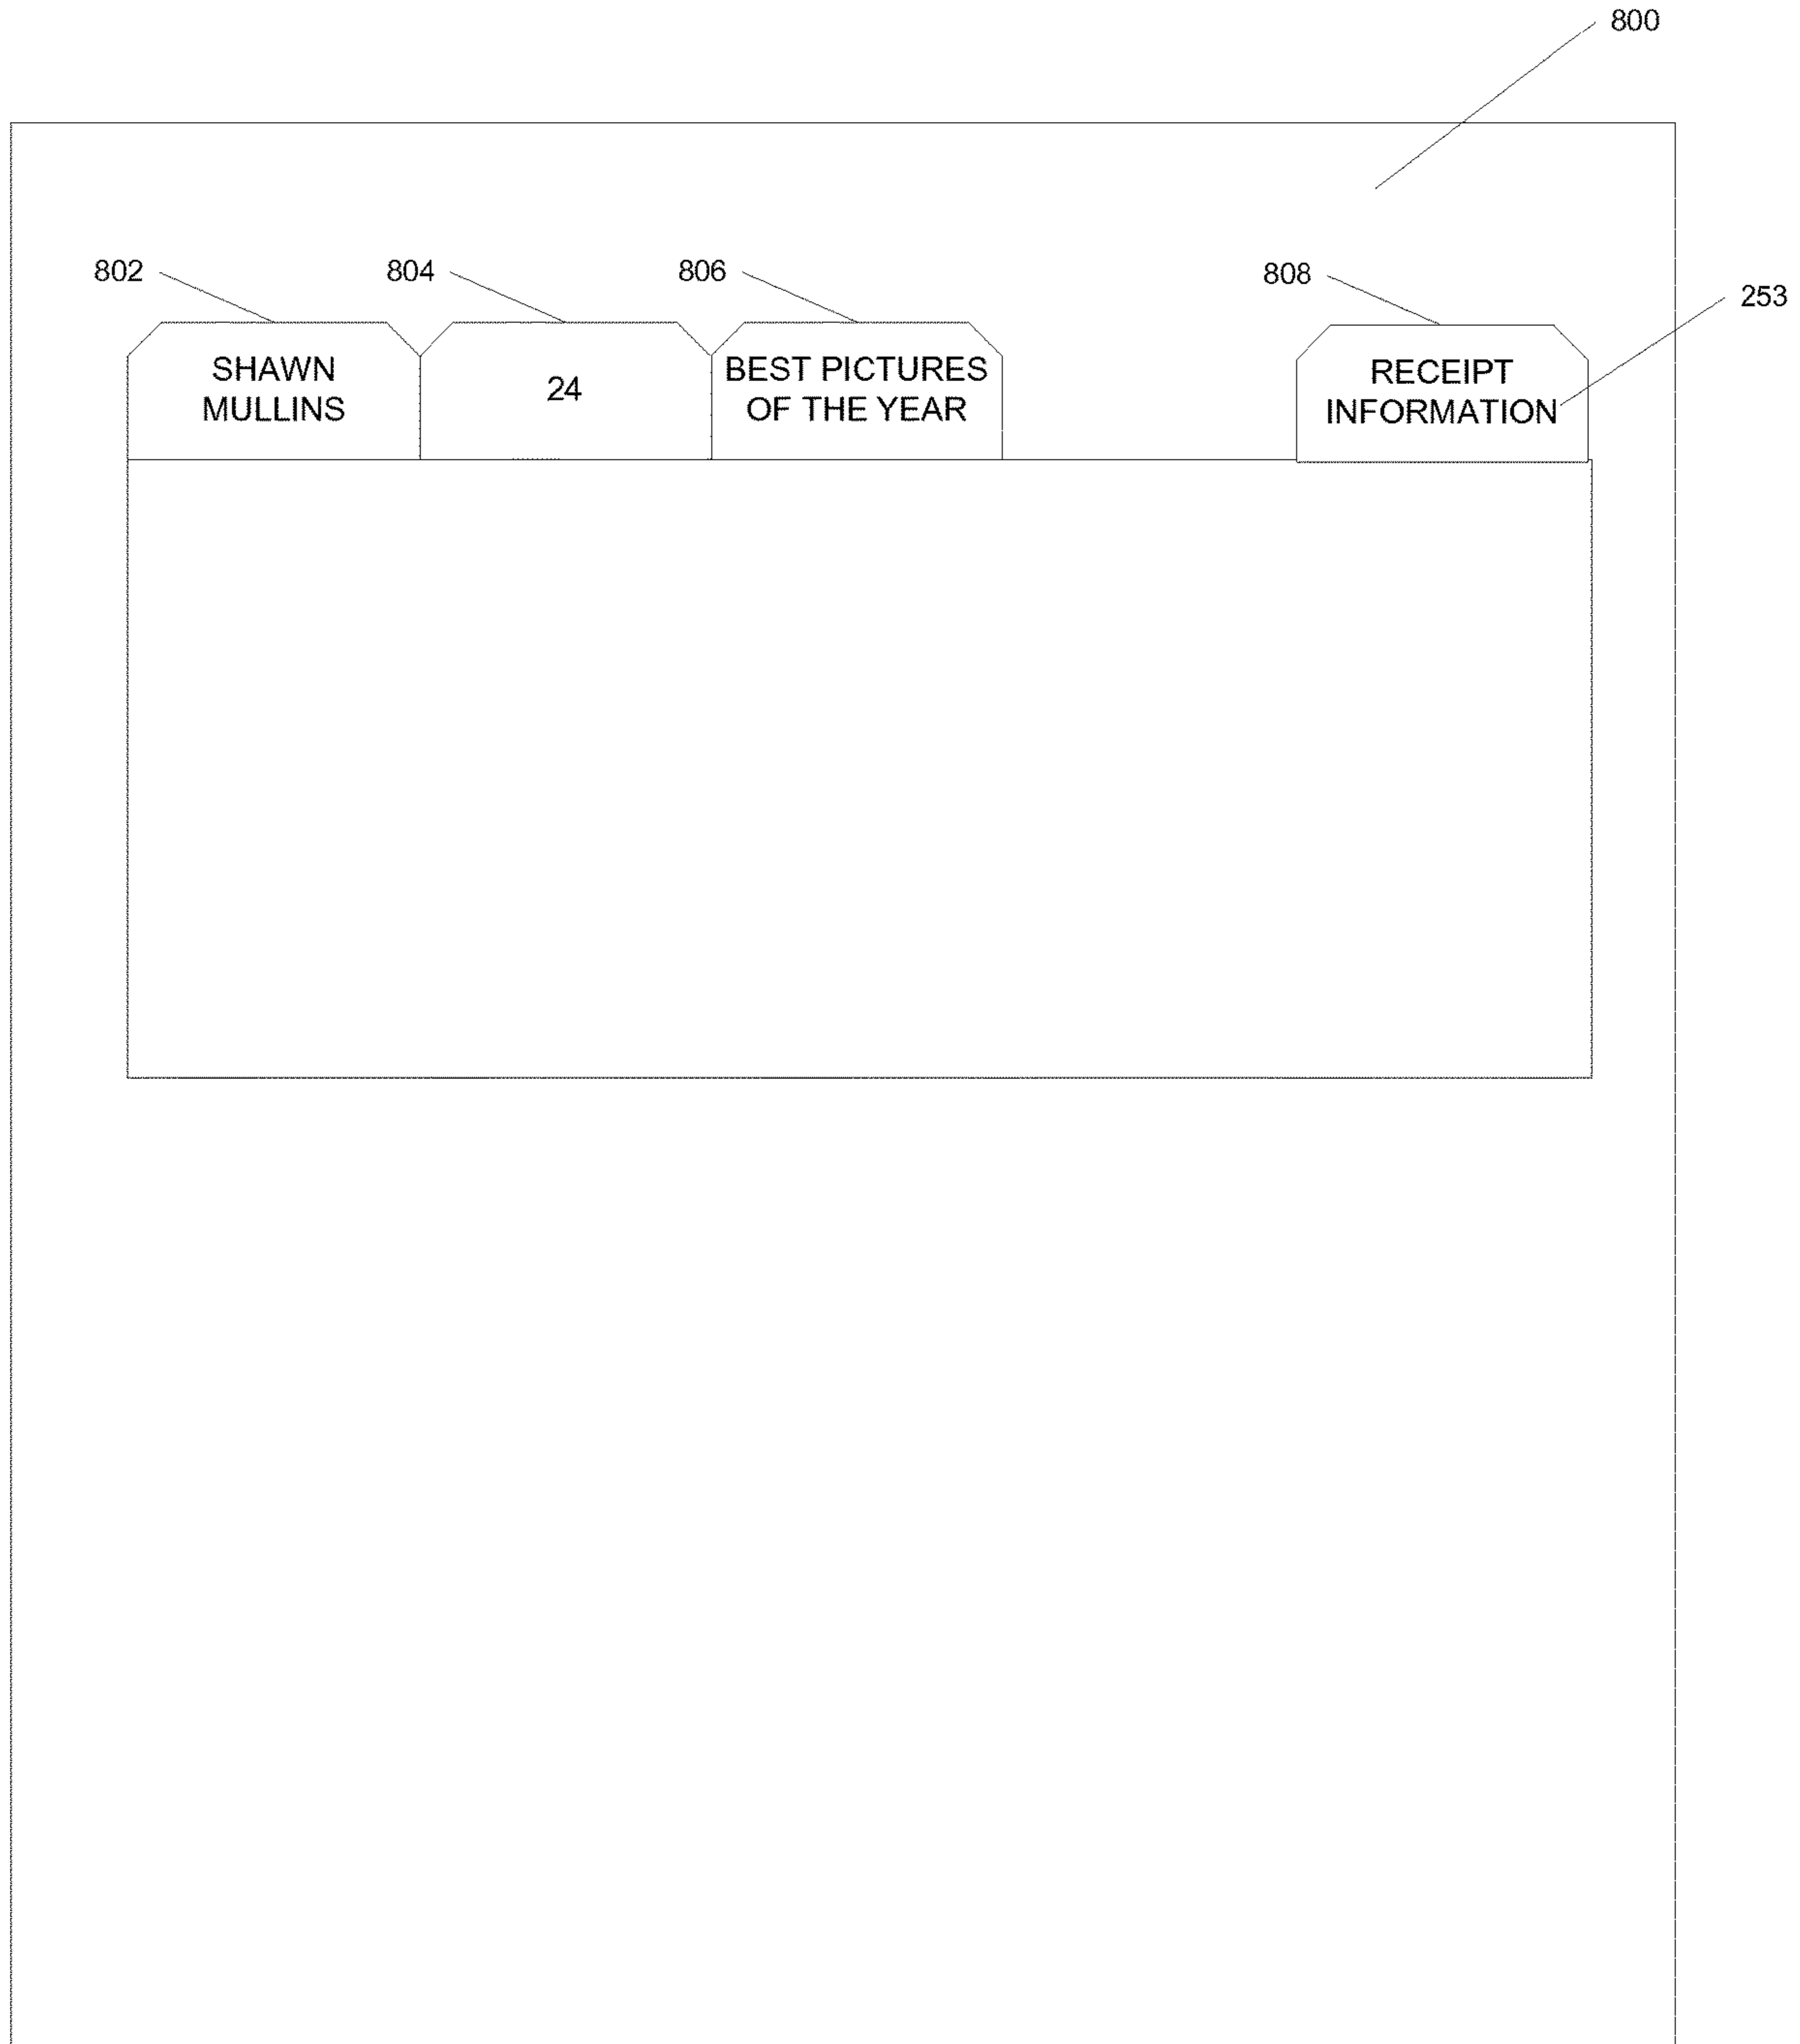 800
802
804
806
808
253
SHAWN
MULLINS
24
BEST PICTURES
OF THE YEAR
RECEIPT
INFORMATION